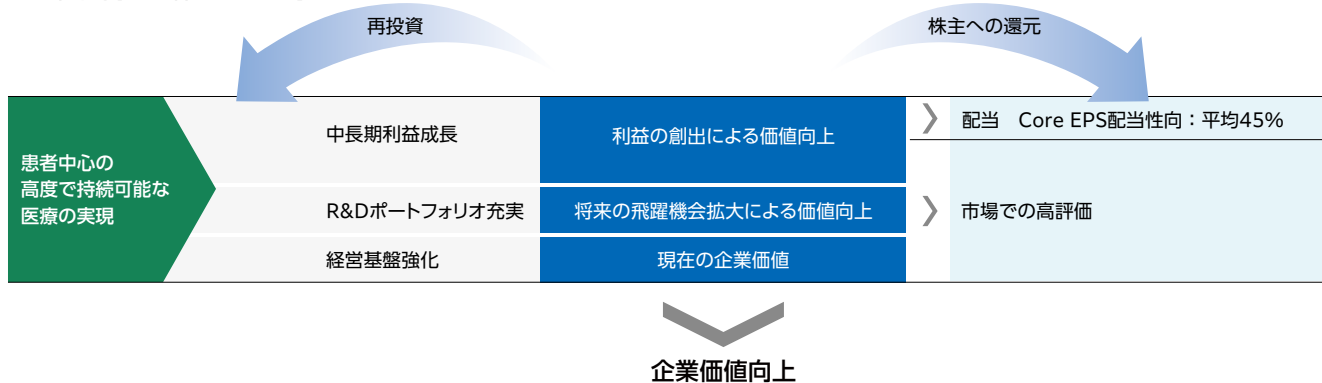 再投資
株主への還元
患者中心の
高度で持続可能な
医療の実現
中長期利益成長
利益の創出による価値向上
配当 Core EPS配当性向：平均45%
R&Dポートフォリオ充実
将来の飛躍機会拡大による価値向上
市場での高評価
経営基盤強化
現在の企業価値
企業価値向上